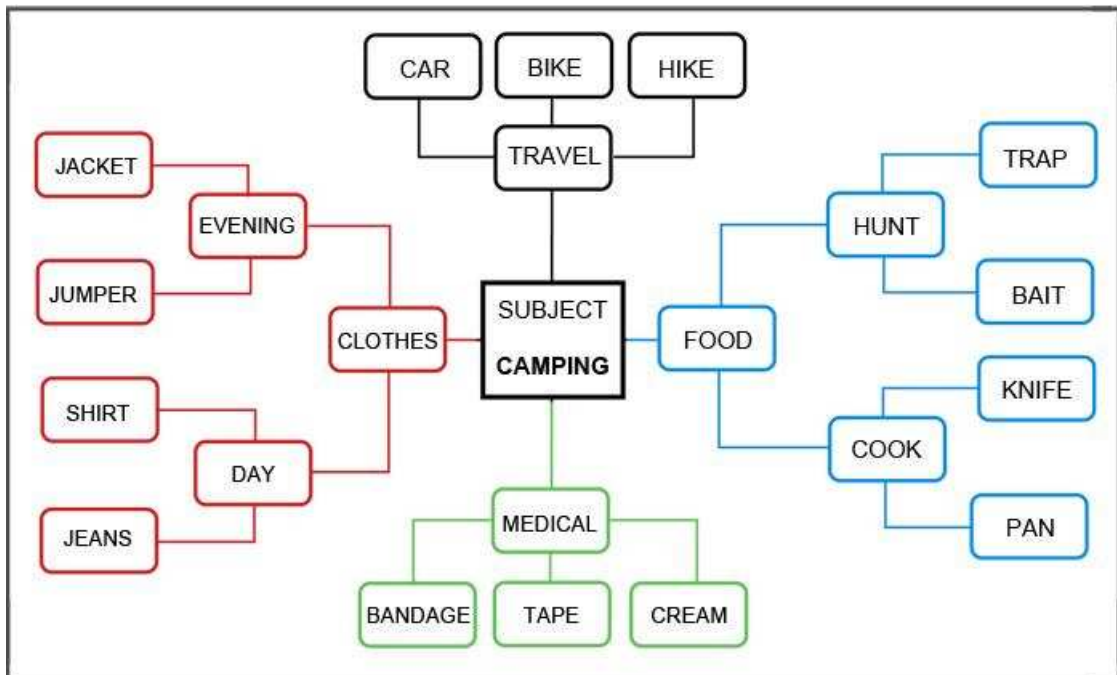 CAR
BIKE
HIKE
TRAVEL
JACKET
EVENING
JUMPER
CLOTHES
SHIRT
DAY
JEANS
SUBJECT
CAMPING
FOOD
HUNT
TRAP
BAIT
COOK
KNIFE
PAN
MEDICAL
BANDAGE
TAPE
CREAM